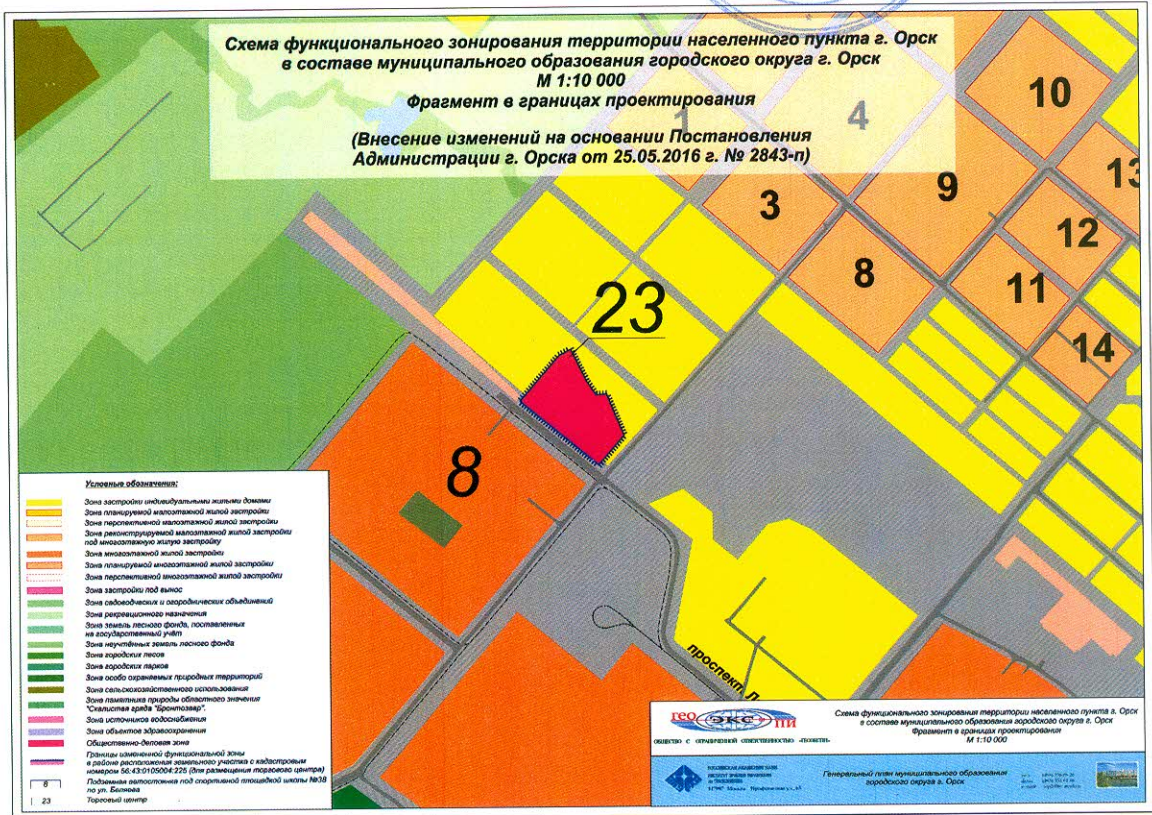 Схема функционального зонирования территории населенного пункта г. Орск
в составе муниципального образования городского округа г. Орск
М 1:10 000
Фрагмент в границах проектирования
(Внесение изменений на основании Постановления
Администрации г. Орска от 25.05.2016 г. № 2843-п)
1
4
10
3
9
13
8
12
11
14
23
8
проспект Л
Условные обозначения:
Зона застройки индивидуальными жилыми домами
Зона планируемой малоэтажной жилой застройки
Зона перспективной малоэтажной жилой застройки
Зона реконструируемой малоэтажной жилой застройки
под многоэтажную жилую застройку
Зона многоэтажной жилой застройки
Зона планируемой многоэтажной жилой застройки
Зона перспективной многоэтажной жилой застройки
Зона застройки под вынос
Зона садоводческих и огороднических объединений
Зона рекреационного назначения
Зона земель лесного фонда, поставленных
на государственный учёт
Зона неучтённых земель лесного фонда
Зона городских лесов
Зона городских парков
Зона особо охраняемых природных территорий
Зона сельскохозяйственного использования
Зона памятника природы областного значения
"Скалистая гряда "Бронтозавр".
Зона источников водоснабжения
Зона объектов здравоохранения
Общественно-деловая зона
Границы измененной функциональной зоны
в районе расположения земельного участка с кадастровым
номером 56:43:0105004:225 (для размещения торгового центра)
8 Подземная автостоянка под спортивной площадкой школы №38
по ул. Беляева
23 Торговый центр
гео ЭКС пи
ОБЩЕСТВО С ОГРАНИЧЕННОЙ ОТВЕТСТВЕННОСТЬЮ
Схема функционального зонирования территории населенного пункта г. Орск
в составе муниципального образования городского округа г. Орск
Фрагмент в границах проектирования
М 1:10 000
Генеральный план муниципального образования
городского округа г. Орск